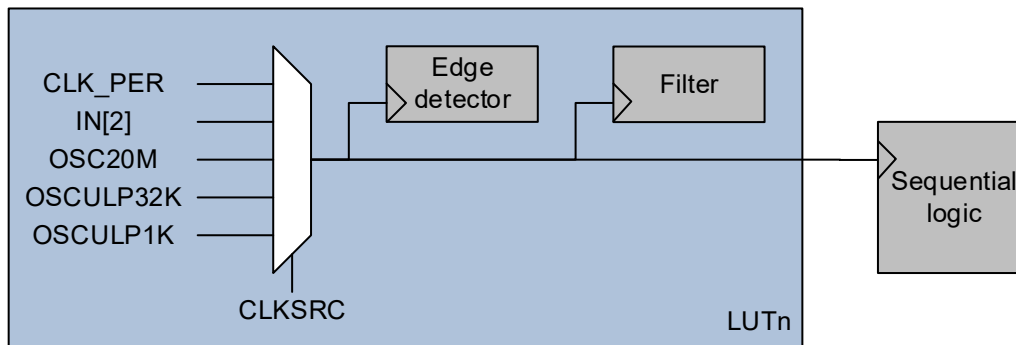 Edge
detector
Filter
CLK_PER
IN[2]
OSC20M
OSCULP32K
OSCULP1K
Sequential
logic
CLKSRC
LUTn